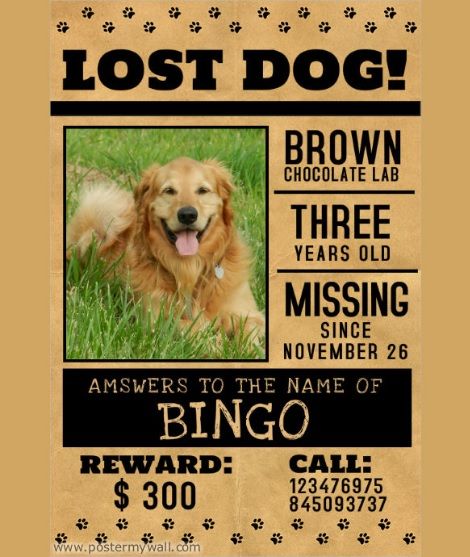 LOST DOG!
BROWN
CHOCOLATE LAB
THREE
YEARS OLD
MISSING
SINCE
NOVEMBER 26
AMSWERS TO THE NAME OF
BINGO
REWARD:
$ 300
CALL:
123476975
845093737
www.postermywall.com